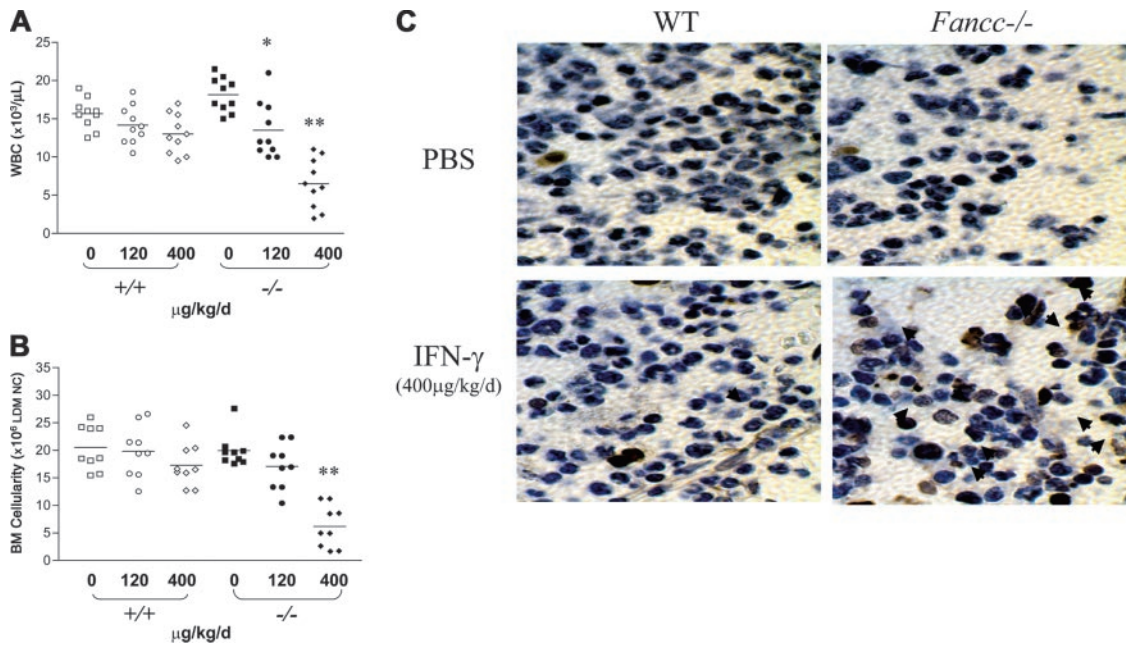 A
WBC (x10³/µL)
25
20
15
10
5
0
*
**
0 120 400 0 120 400
+/+ -/-
µg/kg/d
B
BM Cellularity (x10⁶ LDM NC)
35
30
25
20
15
10
5
0
**
0 120 400 0 120 400
+/+ -/-
µg/kg/d
C
WT Fancc-/-
PBS
IFN-γ
(400µg/kg/d)